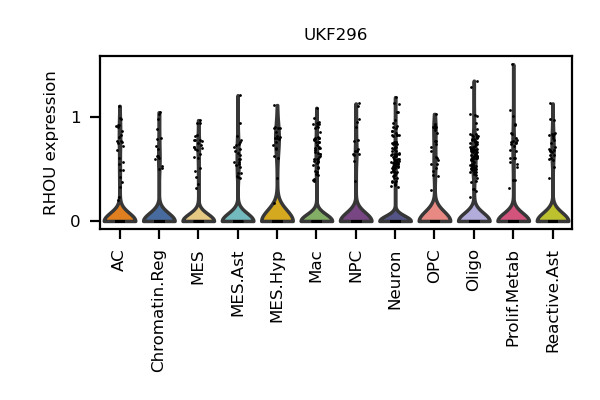 UKF296
RHOU expression
1
0
AC
Chromatin.Reg
MES
MES.Ast
MES.Hyp
Mac
NPC
Neuron
OPC
Oligo
Prolif.Metab
Reactive.Ast